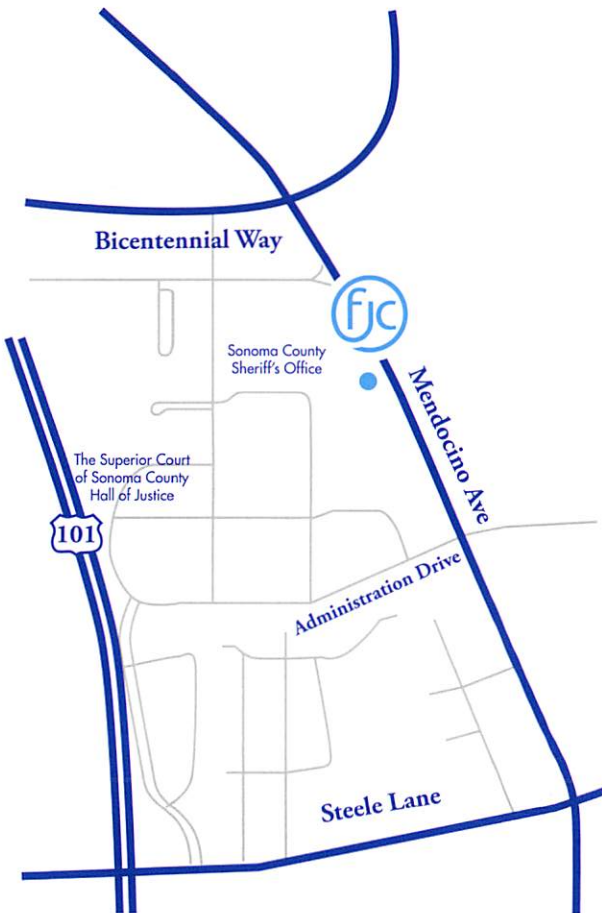 Bicentennial Way
fjc
Sonoma County
Sheriff's Office
Mendocino Ave
The Superior Court
of Sonoma County
Hall of Justice
101
Administration Drive
Steele Lane